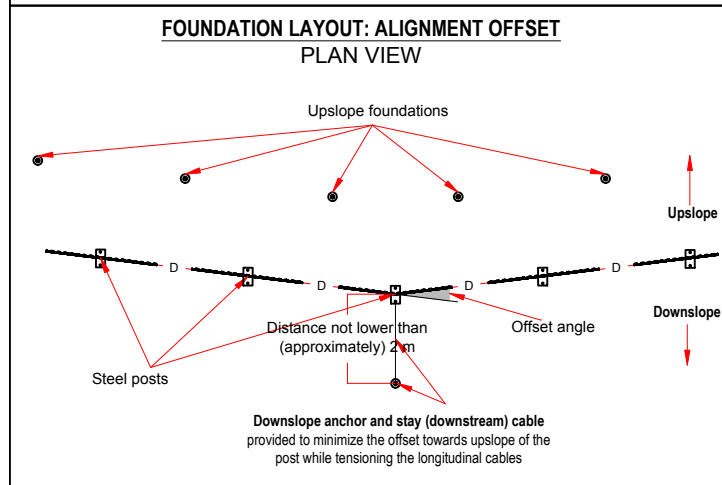 FOUNDATION LAYOUT: ALIGNMENT OFFSET
PLAN VIEW
Upslope foundations
Upslope
D
D
D
D
Downslope
Distance not lower than
(approximately) 2 m
Offset angle
Steel posts
Downslope anchor and stay (downstream) cable
provided to minimize the offset towards upslope of the
post while tensioning the longitudinal cables